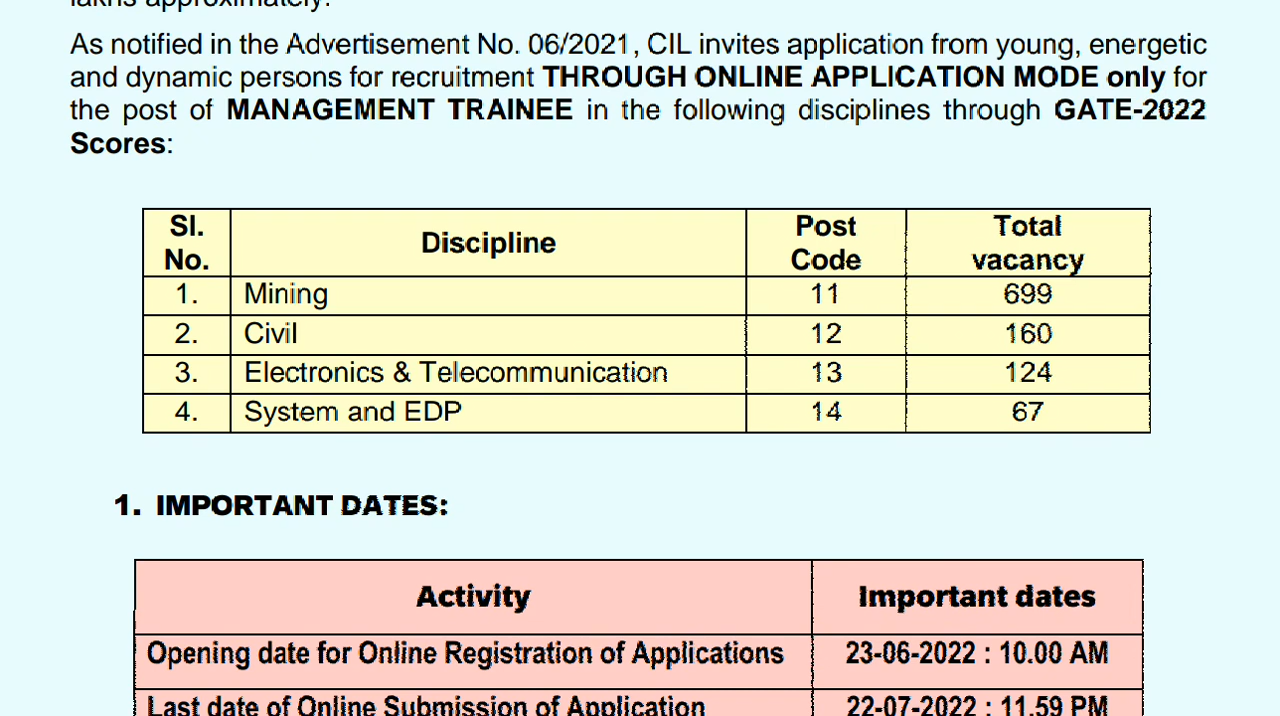 lakhs approximately.
As notified in the Advertisement No. 06/2021, CIL invites application from young, energetic
and dynamic persons for recruitment THROUGH ONLINE APPLICATION MODE only for
the post of MANAGEMENT TRAINEE in the following disciplines through GATE-2022
Scores:
Sl. No. Discipline Post Code Total vacancy
1. Mining 11 699
2. Civil 12 160
3. Electronics & Telecommunication 13 124
4. System and EDP 14 67
1. IMPORTANT DATES:
Activity Important dates
Opening date for Online Registration of Applications 23-06-2022 : 10.00 AM
Last date of Online Submission of Application 22-07-2022 : 11.59 PM